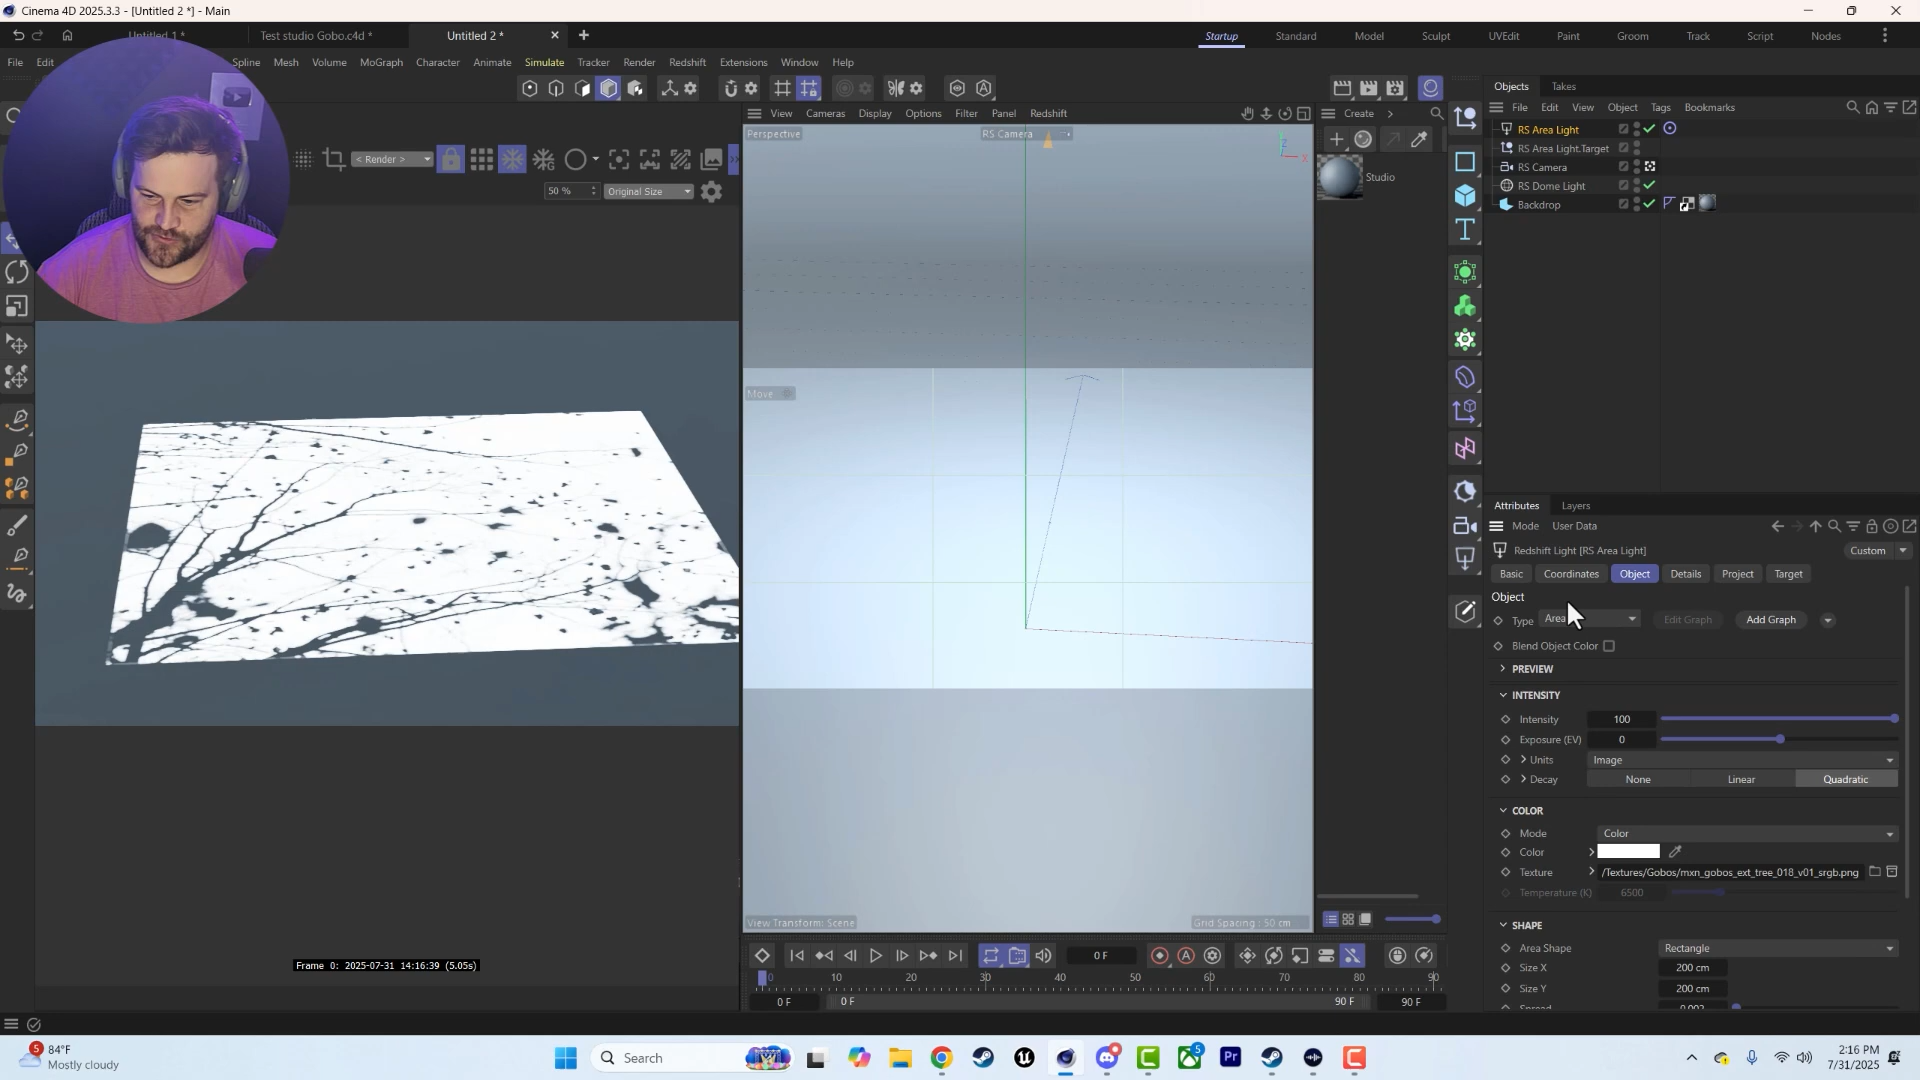 Cinema 4D 2025.3.3 - [Untitled 2 *] - Main
Untitled 1 *
Test studio Gobo.c4d *
Untitled 2 *
Startup
Standard
Model
Sculpt
UVEdit
Paint
Groom
Track
Script
Nodes
File
Edit
Spline
Mesh
Volume
MoGraph
Character
Animate
Simulate
Tracker
Render
Redshift
Extensions
Window
Help
< Render >
50 %
Original Size
View
Cameras
Display
Options
Filter
Panel
Redshift
Perspective
RS Camera
Z
X
Move
View Transform: Scene
Grid Spacing : 50 cm
Frame 0: 2025-07-31 14:16:39 (5.05s)
Create
Studio
Objects
Takes
File
Edit
View
Object
Tags
Bookmarks
RS Area Light
RS Area Light.Target
RS Camera
RS Dome Light
Backdrop
Attributes
Layers
Mode
User Data
Redshift Light [RS Area Light]
Custom
Basic
Coordinates
Object
Details
Project
Target
Object
Type
Area
Edit Graph
Add Graph
Blend Object Color
PREVIEW
INTENSITY
Intensity
100
Exposure (EV)
0
Units
Image
Decay
None
Linear
Quadratic
COLOR
Mode
Color
Color
Texture
/Textures/Gobos/mxn_gobos_ext_tree_018_v01_srgb.png
Temperature (K)
6500
SHAPE
Area Shape
Rectangle
Size X
200 cm
Size Y
200 cm
Spread
0.002
0 F
0
10
20
30
40
50
60
70
80
90
0 F
0 F
90 F
90 F
5
84°F
Mostly cloudy
Search
5
2:16 PM
7/31/2025